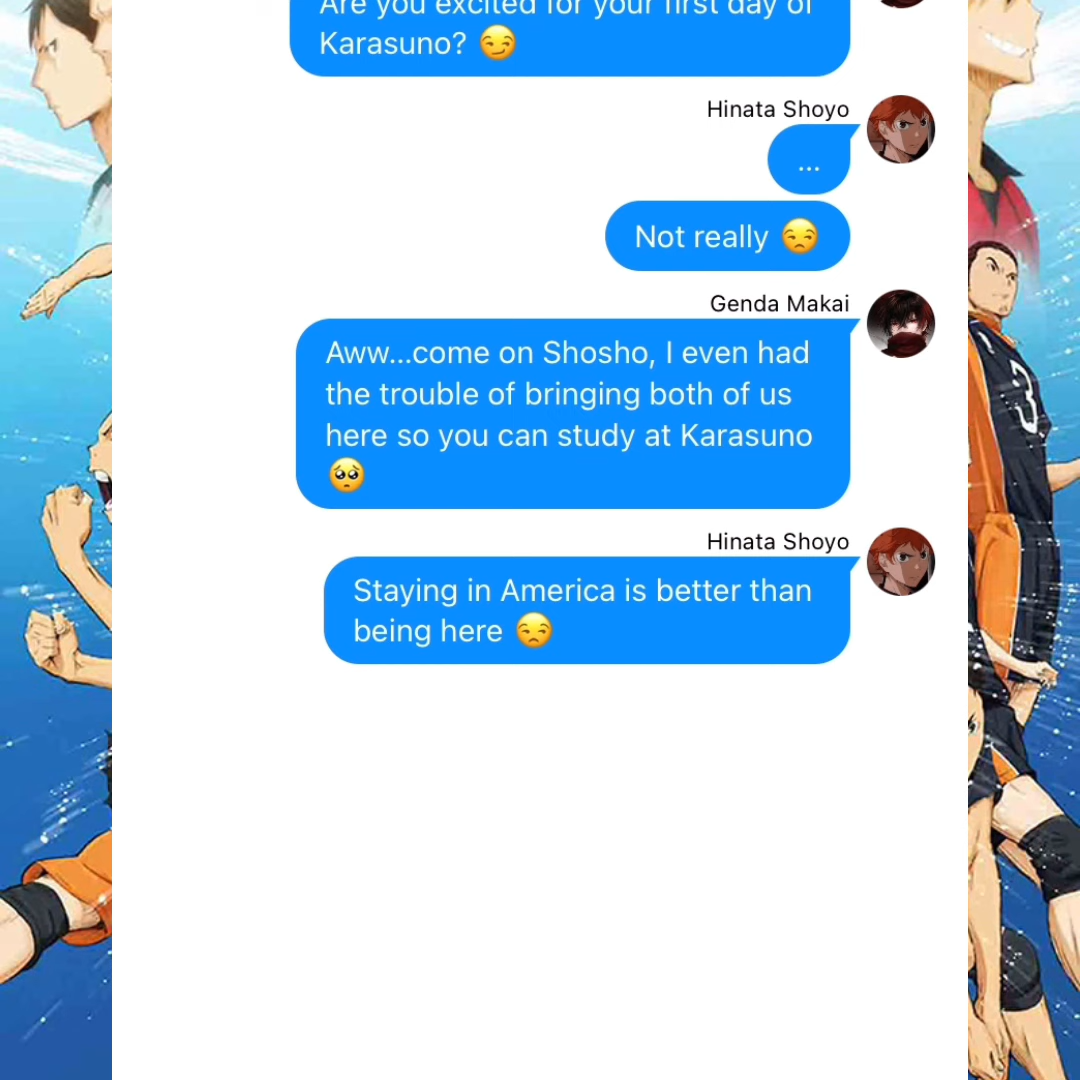 Are you excited for your first day of
Karasuno? 😏
Hinata Shoyo
...
Not really 😒
Genda Makai
Aww...come on Shosho, I even had
the trouble of bringing both of us
here so you can study at Karasuno
🥺
Hinata Shoyo
Staying in America is better than
being here 😒
3